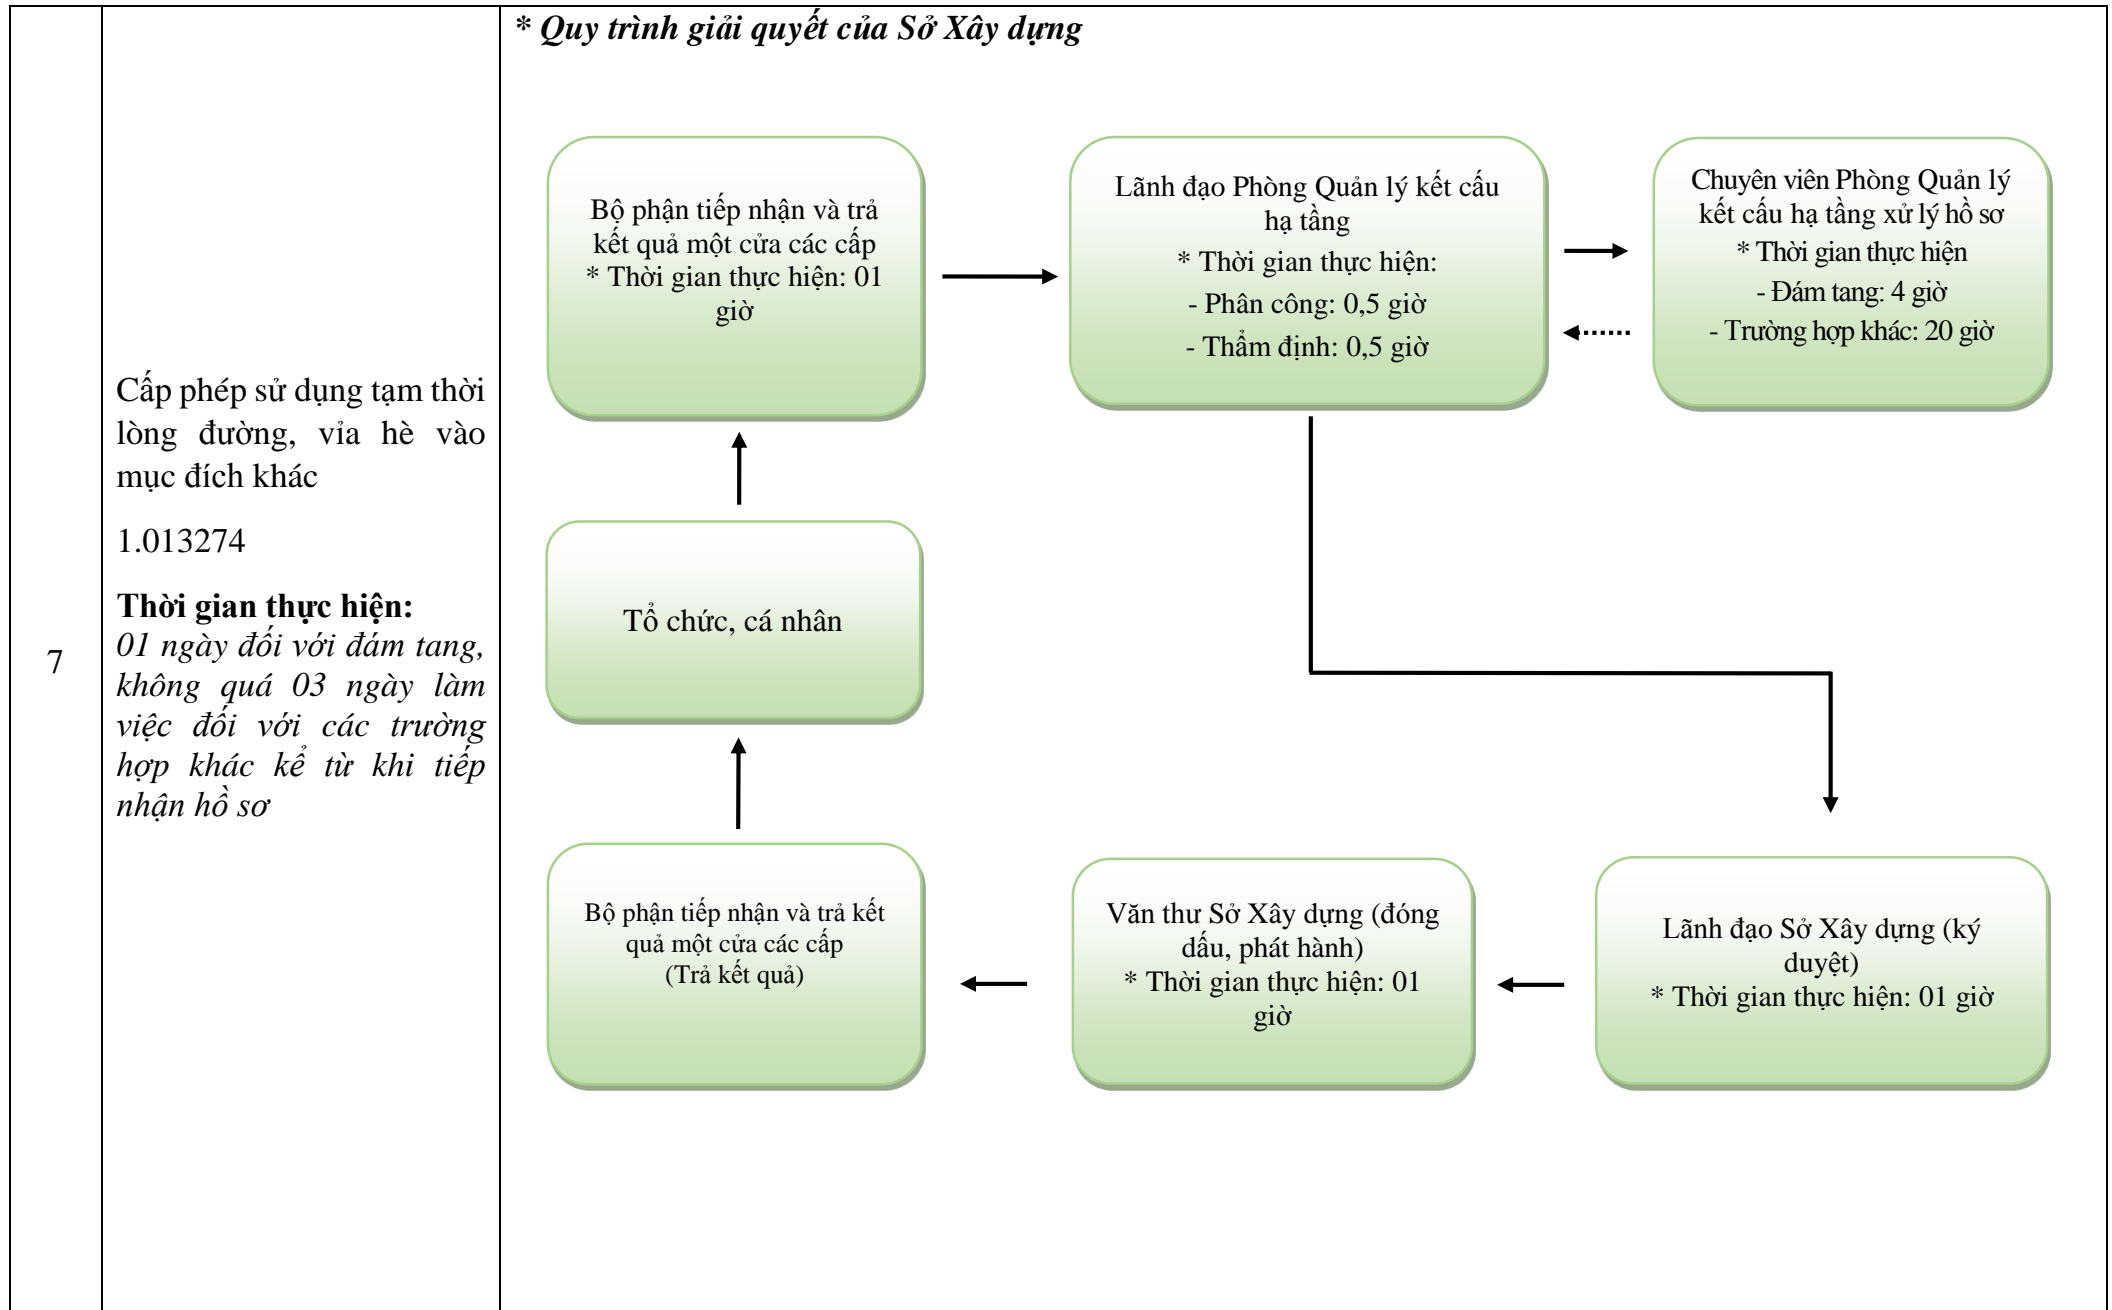 7
Cấp phép sử dụng tạm thời
lòng đường, vỉa hè vào
mục đích khác
1.013274
Thời gian thực hiện:
01 ngày đối với đám tang,
không quá 03 ngày làm
việc đối với các trường
hợp khác kể từ khi tiếp
nhận hồ sơ
* Quy trình giải quyết của Sở Xây dựng
Bộ phận tiếp nhận và trả
kết quả một cửa các cấp
* Thời gian thực hiện: 01
giờ
Lãnh đạo Phòng Quản lý kết cấu
hạ tầng
* Thời gian thực hiện:
- Phân công: 0,5 giờ
- Thẩm định: 0,5 giờ
Chuyên viên Phòng Quản lý
kết cấu hạ tầng xử lý hồ sơ
* Thời gian thực hiện
- Đám tang: 4 giờ
- Trường hợp khác: 20 giờ
Tổ chức, cá nhân
Bộ phận tiếp nhận và trả kết
quả một cửa các cấp
(Trả kết quả)
Văn thư Sở Xây dựng (đóng
dấu, phát hành)
* Thời gian thực hiện: 01
giờ
Lãnh đạo Sở Xây dựng (ký
duyệt)
* Thời gian thực hiện: 01 giờ